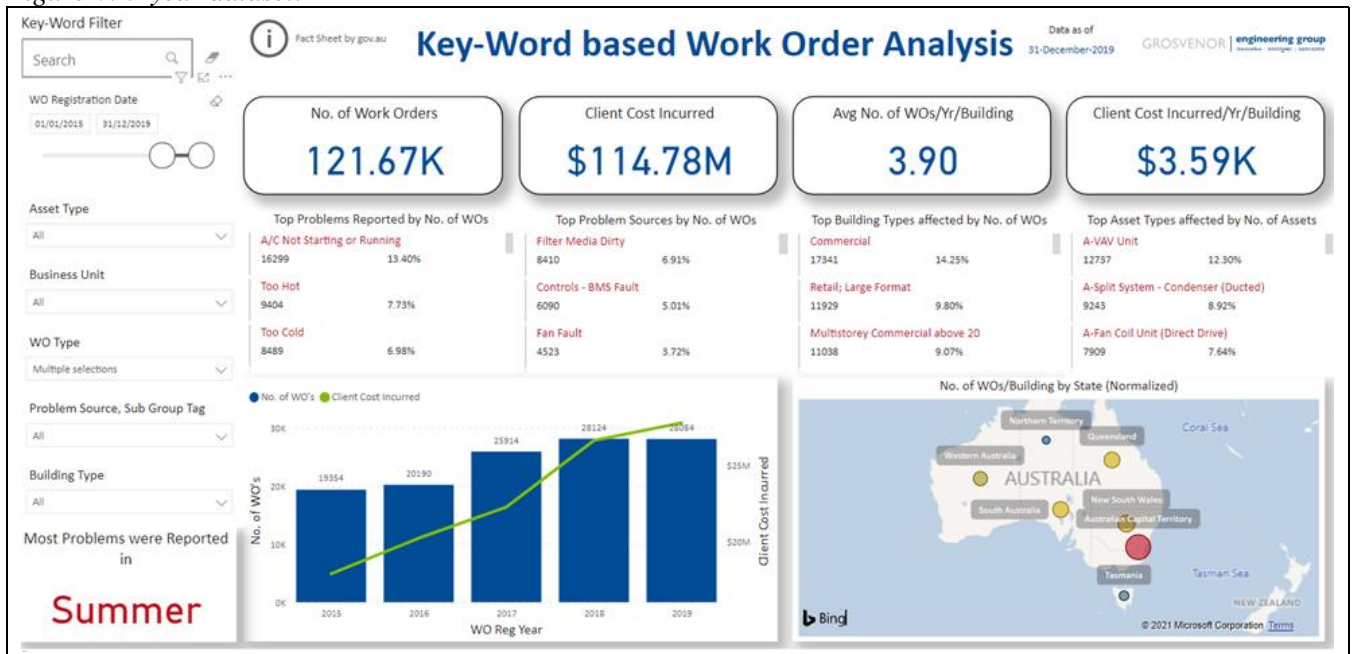 Key-Word Filter
Search
WO Registration Date
01/01/2015 31/12/2019
Asset Type
All
Business Unit
All
WO Type
Multiple selections
Problem Source, Sub Group Tag
All
Building Type
All
Most Problems were Reported
in
Summer
i
Fact Sheet by gov.au
Key-Word based Work Order Analysis
Data as of
31-December-2019
GROSVENOR | engineering group
No. of Work Orders
121.67K
Client Cost Incurred
$114.78M
Avg No. of WOs/Yr/Building
3.90
Client Cost Incurred/Yr/Building
$3.59K
Top Problems Reported by No. of WOs
A/C Not Starting or Running
16299 13.40%
Too Hot
9404 7.73%
Too Cold
8489 6.98%
Top Problem Sources by No. of WOs
Filter Media Dirty
8410 6.91%
Controls - BMS Fault
6090 5.01%
Fan Fault
4523 3.72%
Top Building Types affected by No. of WOs
Commercial
17341 14.25%
Retail; Large Format
11929 9.80%
Multistorey Commercial above 20
11038 9.07%
Top Asset Types affected by No. of Assets
A-VAV Unit
12737 12.30%
A-Split System - Condenser (Ducted)
9243 8.92%
A-Fan Coil Unit (Direct Drive)
7909 7.64%
No. of WO's Client Cost Incurred
30K
20K
10K
0K
No. of WO's
19354
20190
25914
28124
28084
$25M
$20M
Client Cost Incurred
2015 2016 2017 2018 2019
WO Reg Year
No. of WOs/Building by State (Normalized)
Northern Territory
Coral Sea
Queensland
Western Australia
AUSTRALIA
New South Wales
South Australia
Australian Capital Territory
Tasmania
Tasman Sea
NEW ZEALAND
Bing
© 2021 Microsoft Corporation Terms